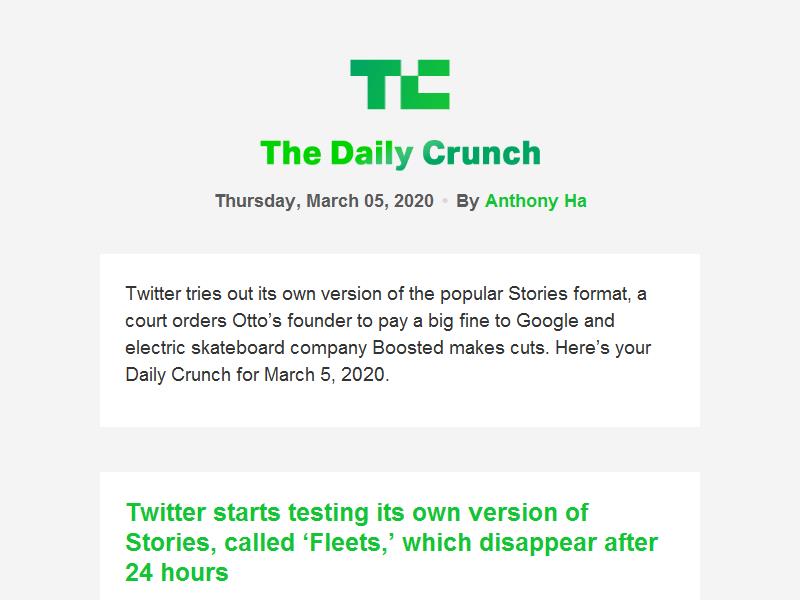 TC
The Daily Crunch
Thursday, March 05, 2020 • By Anthony Ha
Twitter tries out its own version of the popular Stories format, a
court orders Otto’s founder to pay a big fine to Google and
electric skateboard company Boosted makes cuts. Here’s your
Daily Crunch for March 5, 2020.
Twitter starts testing its own version of
Stories, called ‘Fleets,’ which disappear after
24 hours